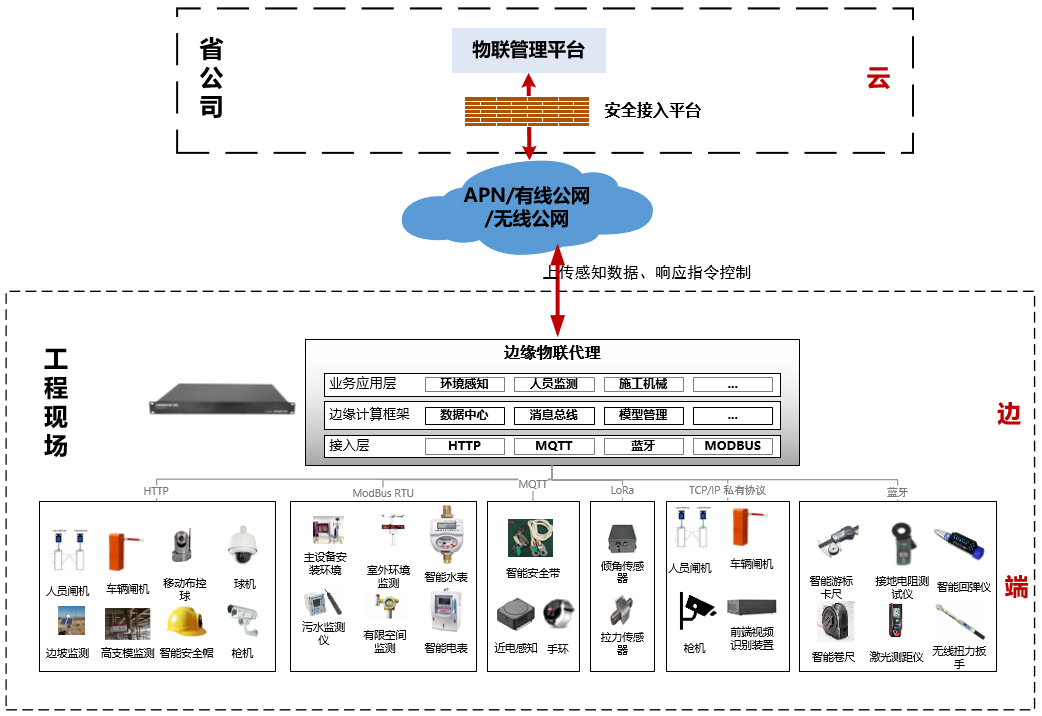 省
公
司
物联管理平台
云
安全接入平台
APN/有线公网
/无线公网
上传感知数据、响应指令控制
工
程
现
场
边缘物联代理
业务应用层
环境感知
人员监测
施工机械
...
边缘计算框架
数据中心
消息总线
模型管理
...
接入层
HTTP
MQTT
蓝牙
MODBUS
边
HTTP
ModBus RTU
MQTT
LoRa
TCP/IP 私有协议
蓝牙
人员闸机
车辆闸机
移动布控
球
球机
边坡监测
高支模监测
智能安全帽
枪机
主设备安
装环境
室外环境
监测
智能水表
污水监测
仪
有限空间
监测
智能电表
智能安全带
近电感知
手环
倾角传感
器
拉力传感
器
人员闸机
车辆闸机
枪机
前端视频
识别装置
智能游标
卡尺
接地电阻测
试仪
智能回弹仪
智能卷尺
激光测距仪
无线扭力扳
手
端